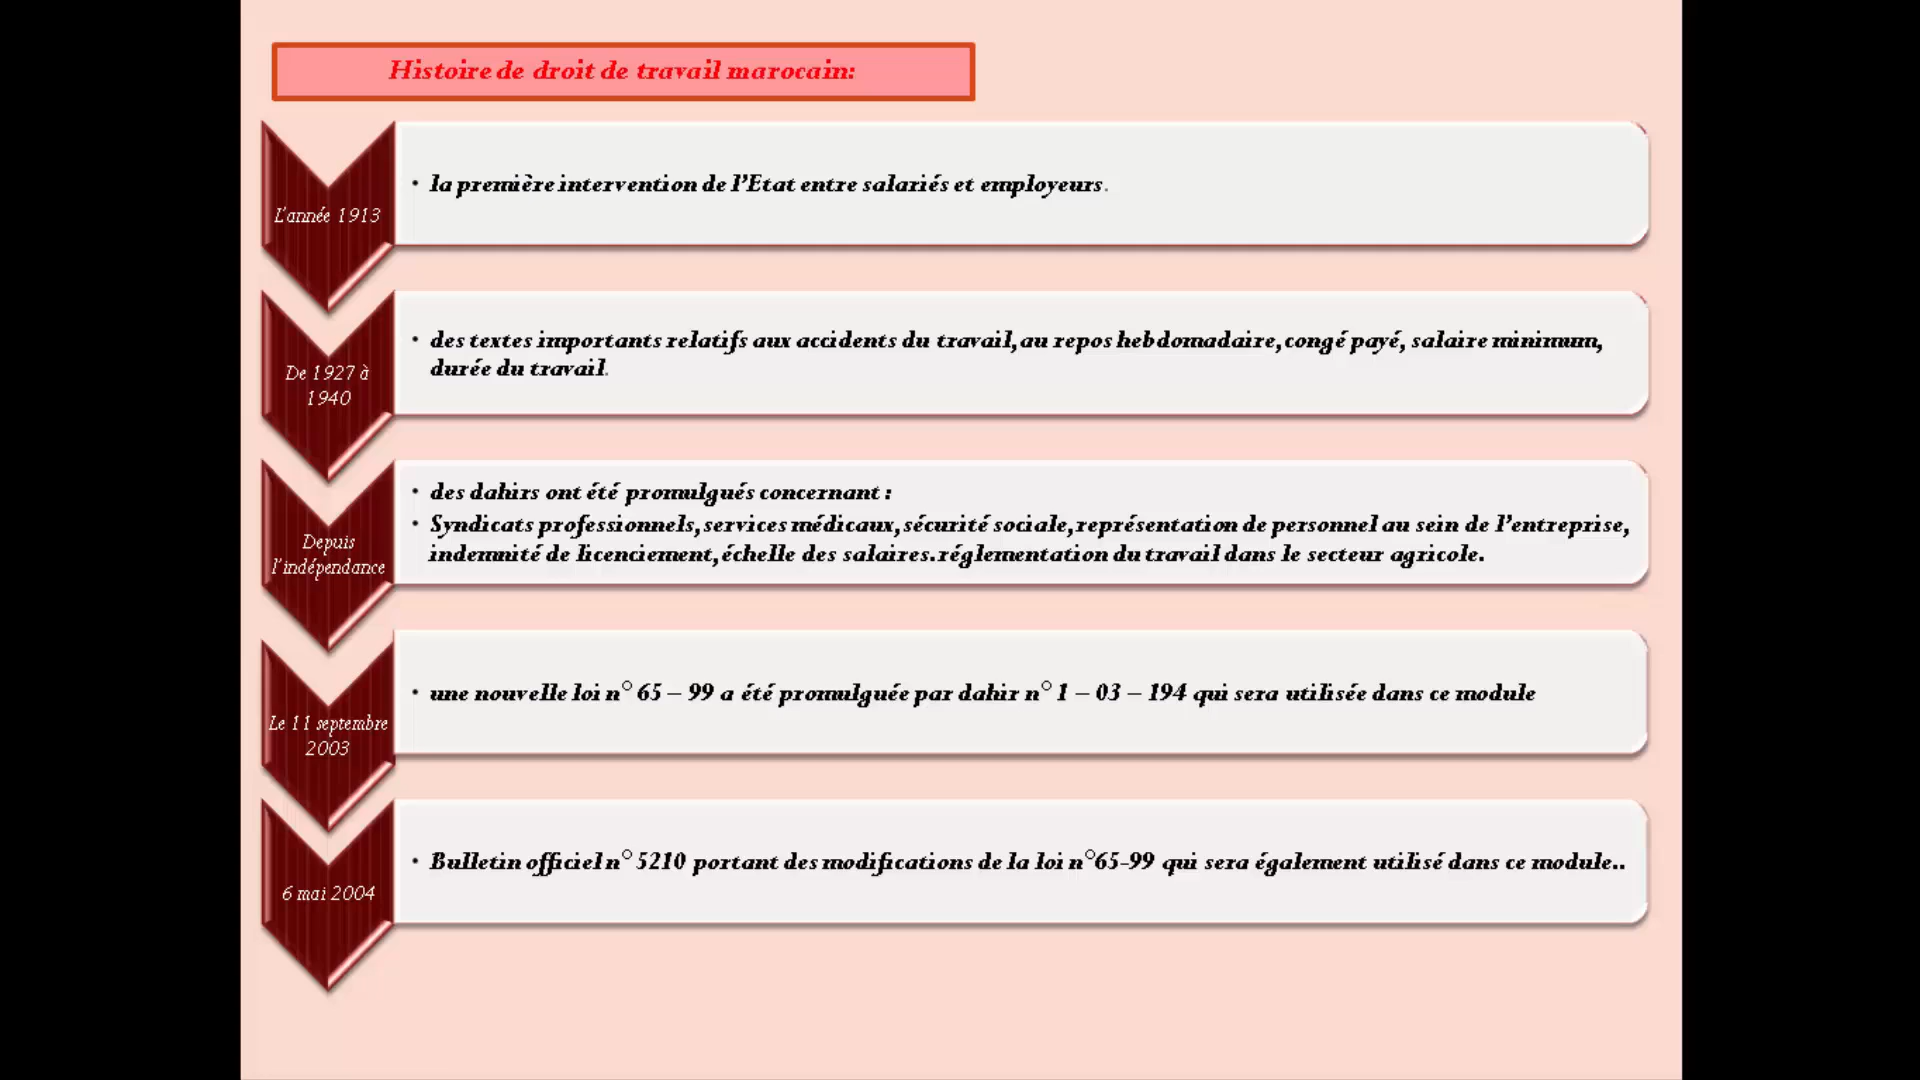 Histoire de droit de travail marocain:
L'année 1913
• la première intervention de l'Etat entre salariés et employeurs.
De 1927 à
1940
• des textes importants relatifs aux accidents du travail, au repos hebdomadaire, congé payé, salaire minimum,
durée du travail.
Depuis
l'indépendance
• des dahirs ont été promulgués concernant :
• Syndicats professionnels, services médicaux, sécurité sociale, représentation de personnel au sein de l'entreprise,
indemnité de licenciement, échelle des salaires.réglementation du travail dans le secteur agricole.
Le 11 septembre
2003
• une nouvelle loi n° 65 – 99 a été promulguée par dahir n° 1 – 03 – 194 qui sera utilisée dans ce module
6 mai 2004
• Bulletin officiel n° 5210 portant des modifications de la loi n°65-99 qui sera également utilisé dans ce module..